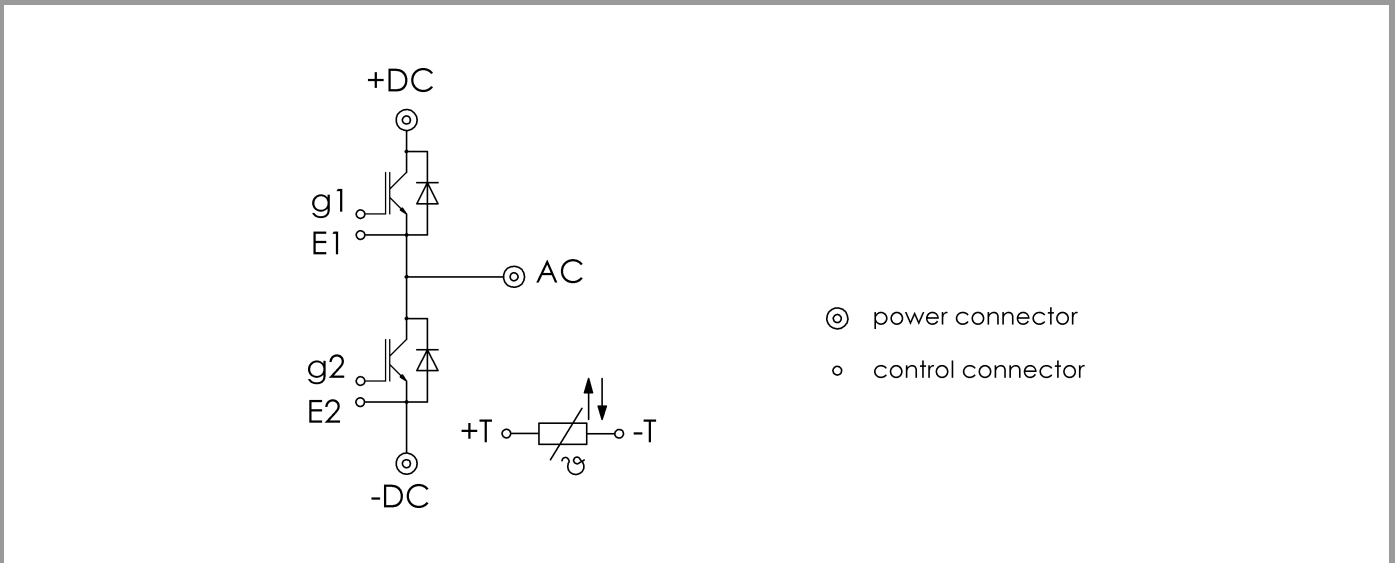 +DC
g1
E1
AC
power connector
g2
control connector
E2
+T
-T
ϑ
-DC